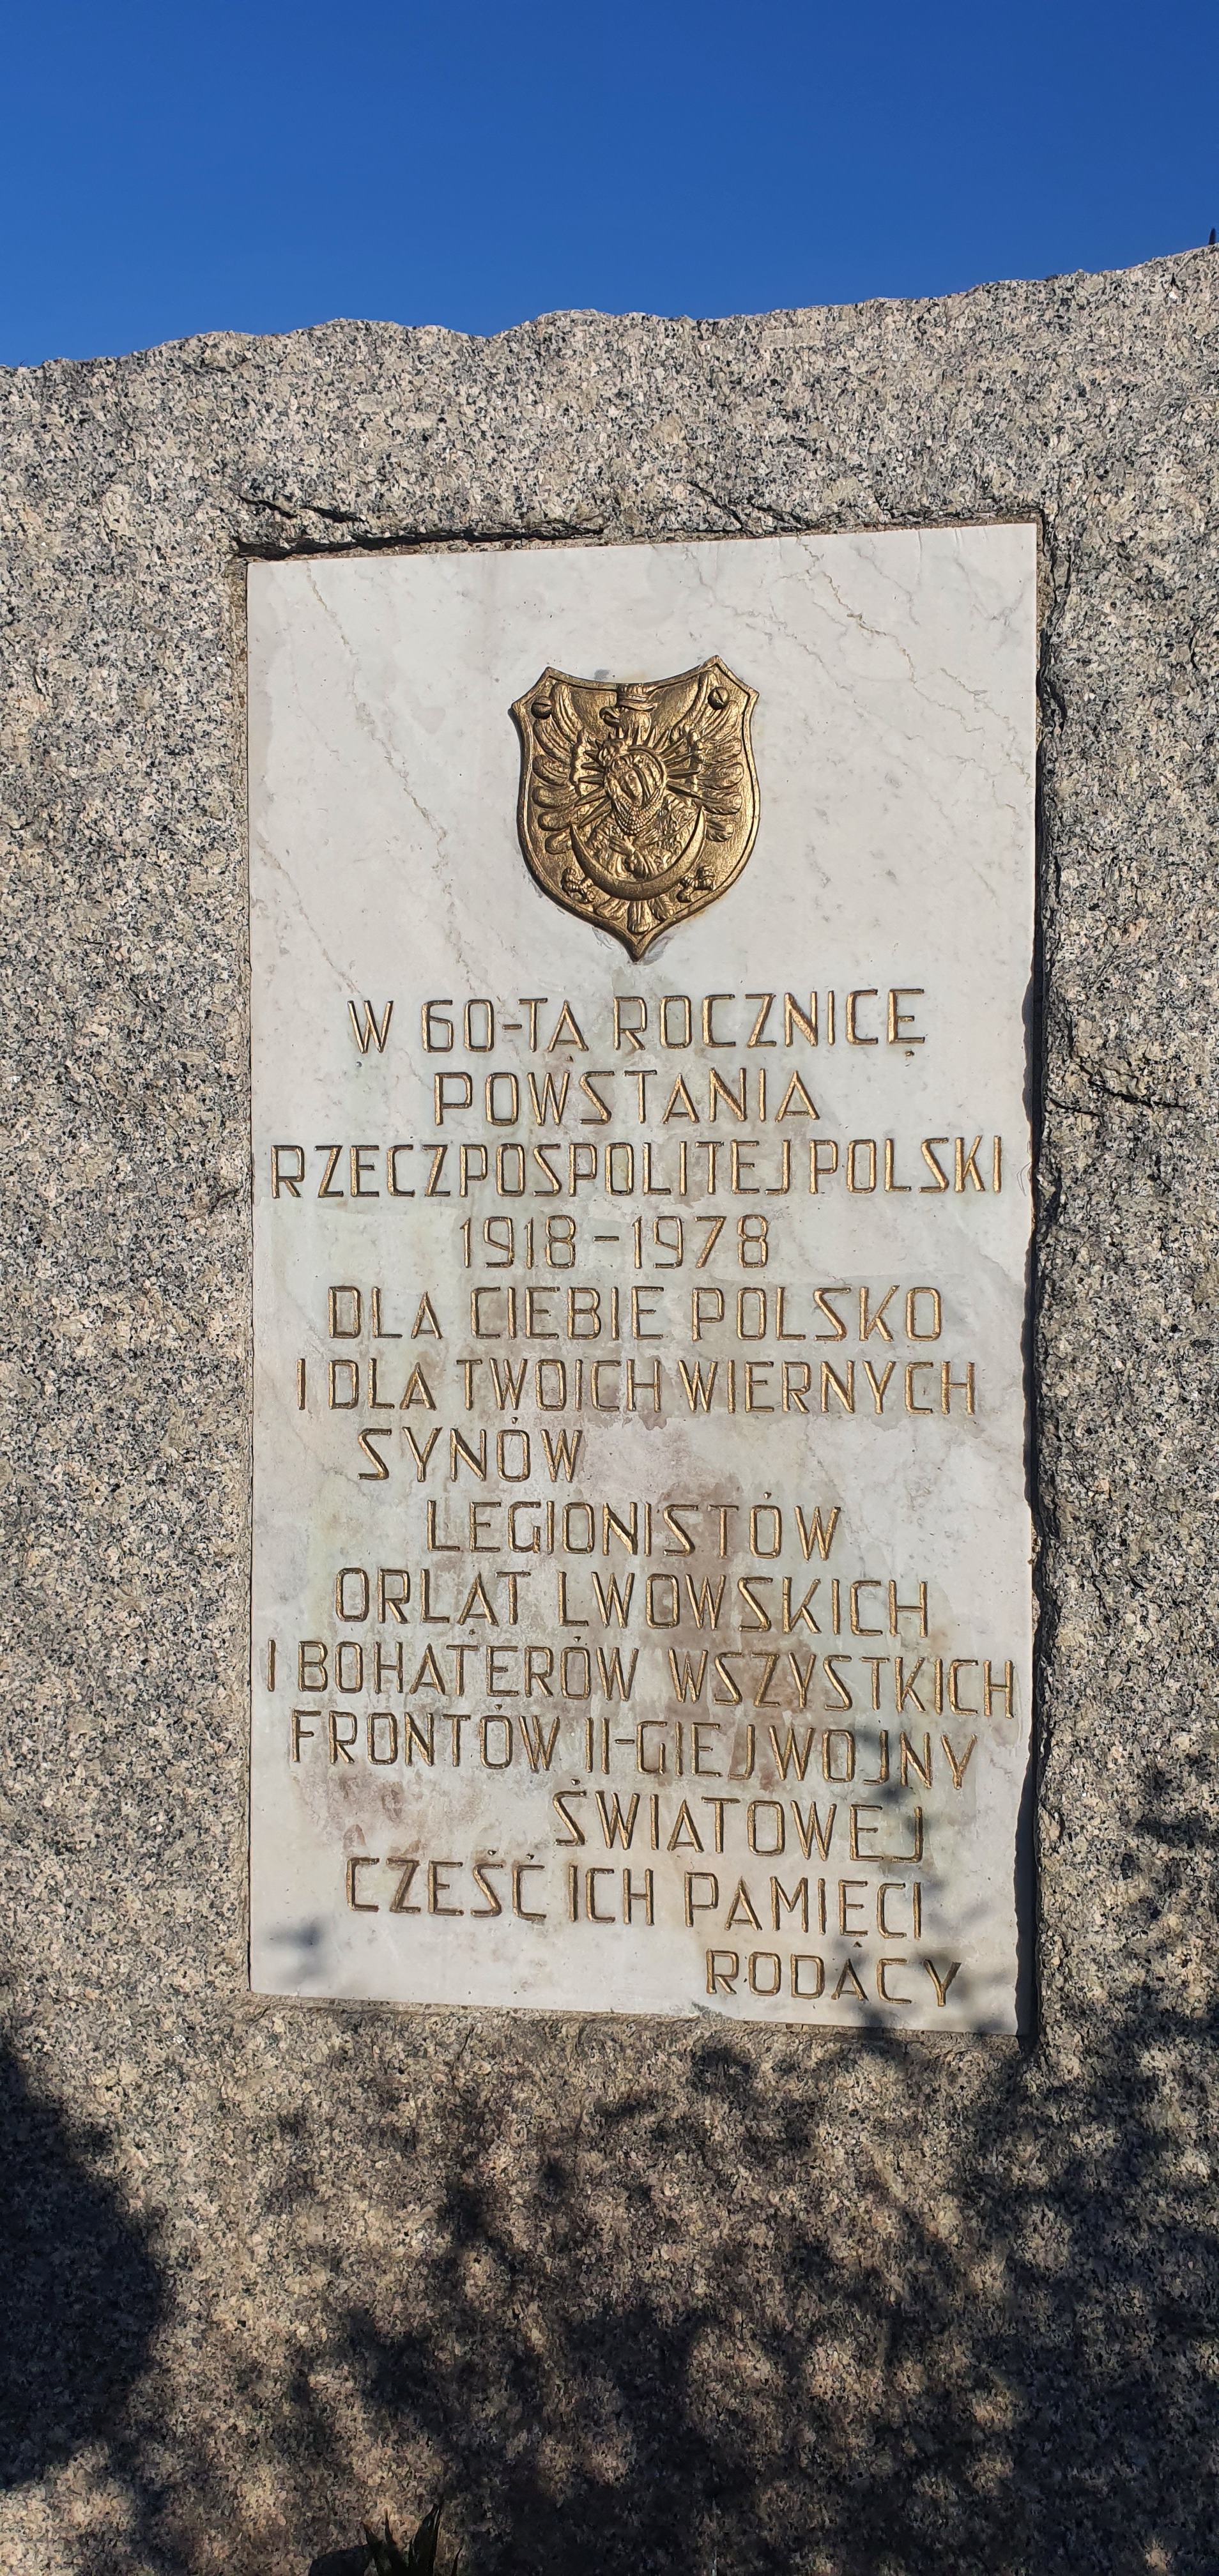 W 60-TĄ ROCZNICĘ
POWSTANIA
RZECZPOSPOLITEJ POLSKI
1918-1978
DLA CIEBIE POLSKO
I DLA TWOICH WIERNYCH
SYNÓW
LEGIONISTÓW
ORLĄT LWOWSKICH
I BOHATERÓW WSZYSTKICH
FRONTÓW II-GIEJ WOJNY
ŚWIATOWEJ
CZEŚĆ ICH PAMIĘCI
RODACY